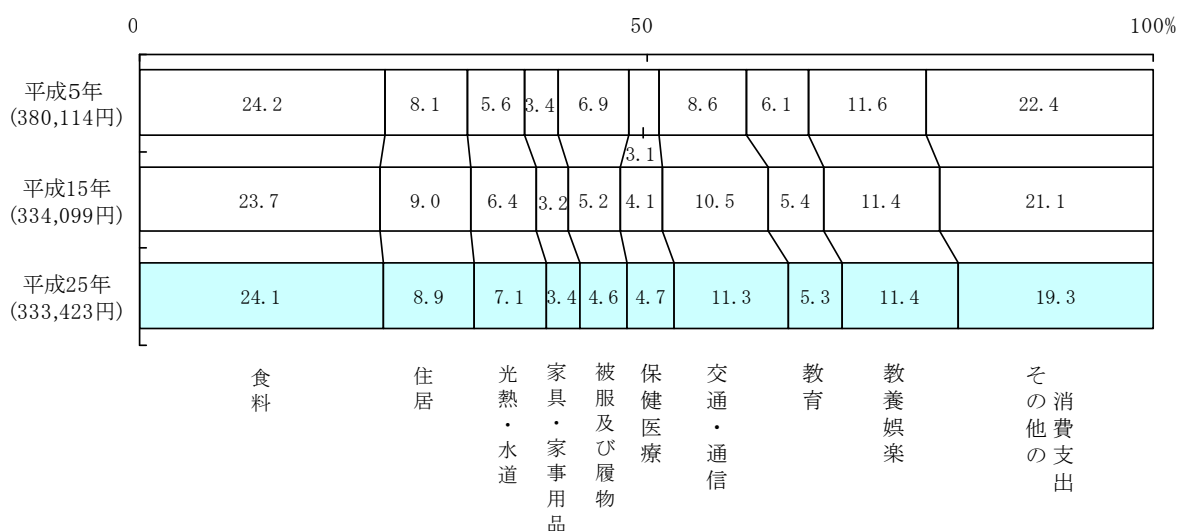 0 50 100%
平成5年
(380,114円)
24.2 8.1 5.6 3.4 6.9 8.6 6.1 11.6 22.4
3.1
平成15年
(334,099円)
23.7 9.0 6.4 3.2 5.2 4.1 10.5 5.4 11.4 21.1
平成25年
(333,423円)
24.1 8.9 7.1 3.4 4.6 4.7 11.3 5.3 11.4 19.3
食料
住居
光熱・水道
家具・家事用品
被服及び履物
保健医療
交通・通信
教育
教養娯楽
その他の
消費支出